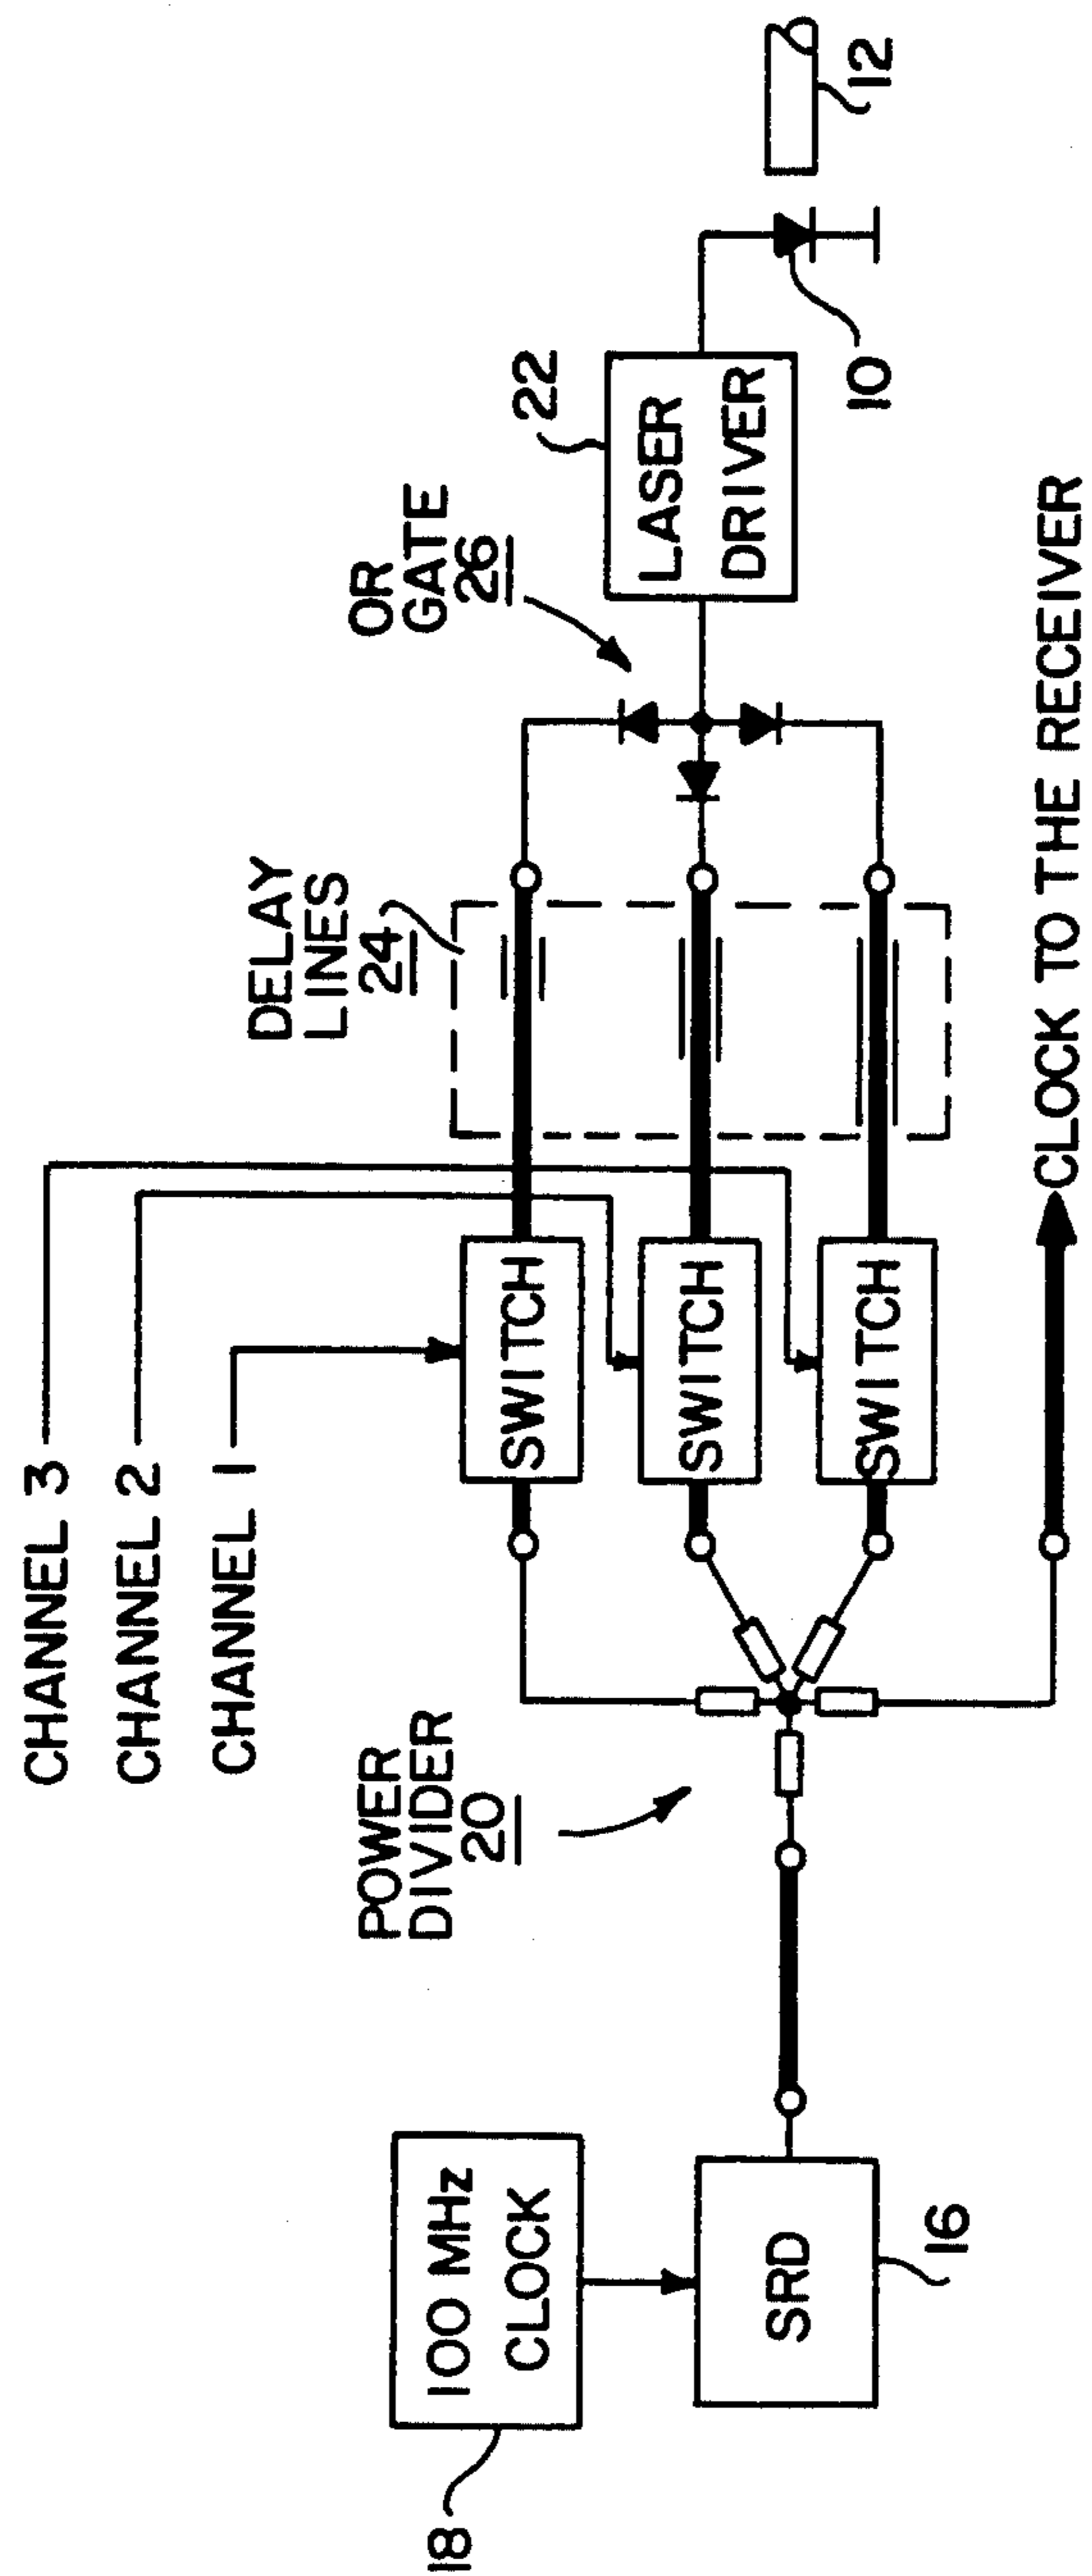 CHANNEL 3
CHANNEL 2
CHANNEL 1
DELAY
LINES
24
OR
GATE
26
22
LASER
DRIVER
12
10
POWER
DIVIDER
20
SWITCH
SWITCH
SWITCH
100 MHz
CLOCK
18
SRD
16
CLOCK TO THE RECEIVER